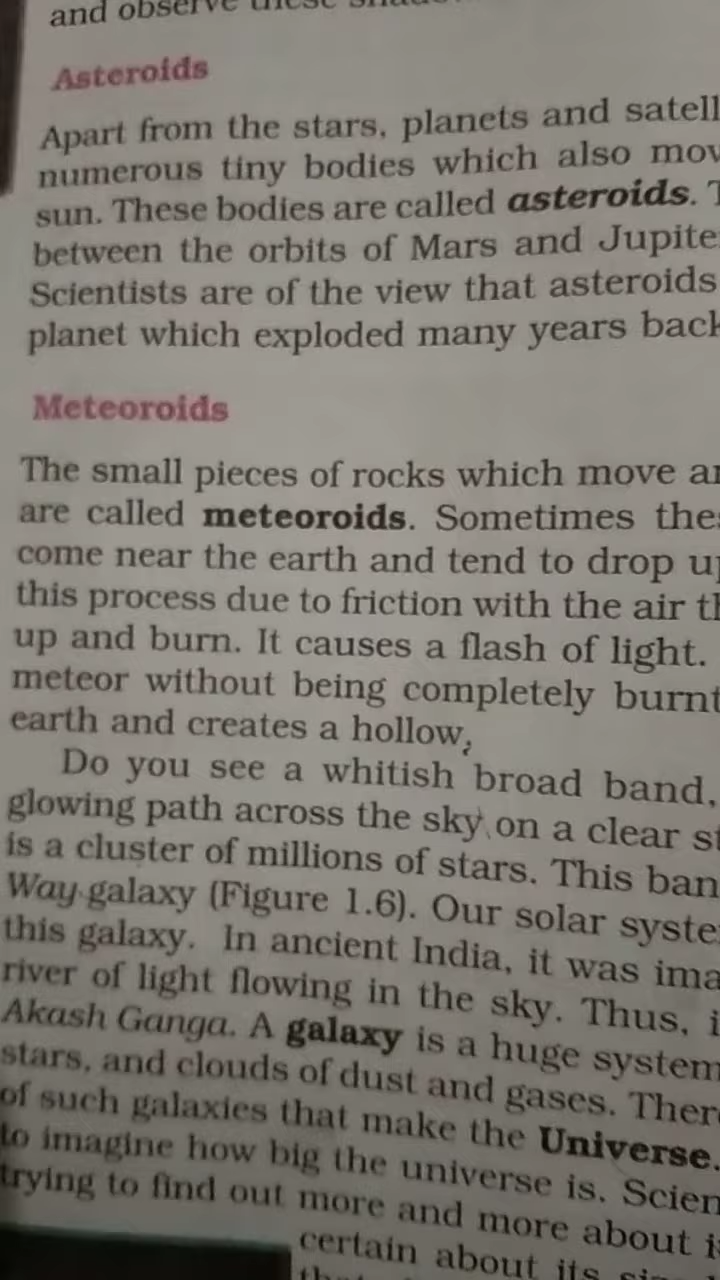 and observe these
Asteroids
Apart from the stars, planets and satell
numerous tiny bodies which also mov
sun. These bodies are called asteroids. T
between the orbits of Mars and Jupite
Scientists are of the view that asteroids
planet which exploded many years back
Meteoroids
The small pieces of rocks which move ar
are called meteoroids. Sometimes thes
come near the earth and tend to drop up
this process due to friction with the air th
up and burn. It causes a flash of light.
meteor without being completely burnt
earth and creates a hollow.
Do you see a whitish broad band,
glowing path across the sky on a clear st
is a cluster of millions of stars. This ban
Way galaxy (Figure 1.6). Our solar syste
this galaxy. In ancient India, it was ima
river of light flowing in the sky. Thus, i
Akash Ganga. A galaxy is a huge system
stars, and clouds of dust and gases. There
of such galaxies that make the Universe.
to imagine how big the universe is. Scien
trying to find out more and more about i
certain about its